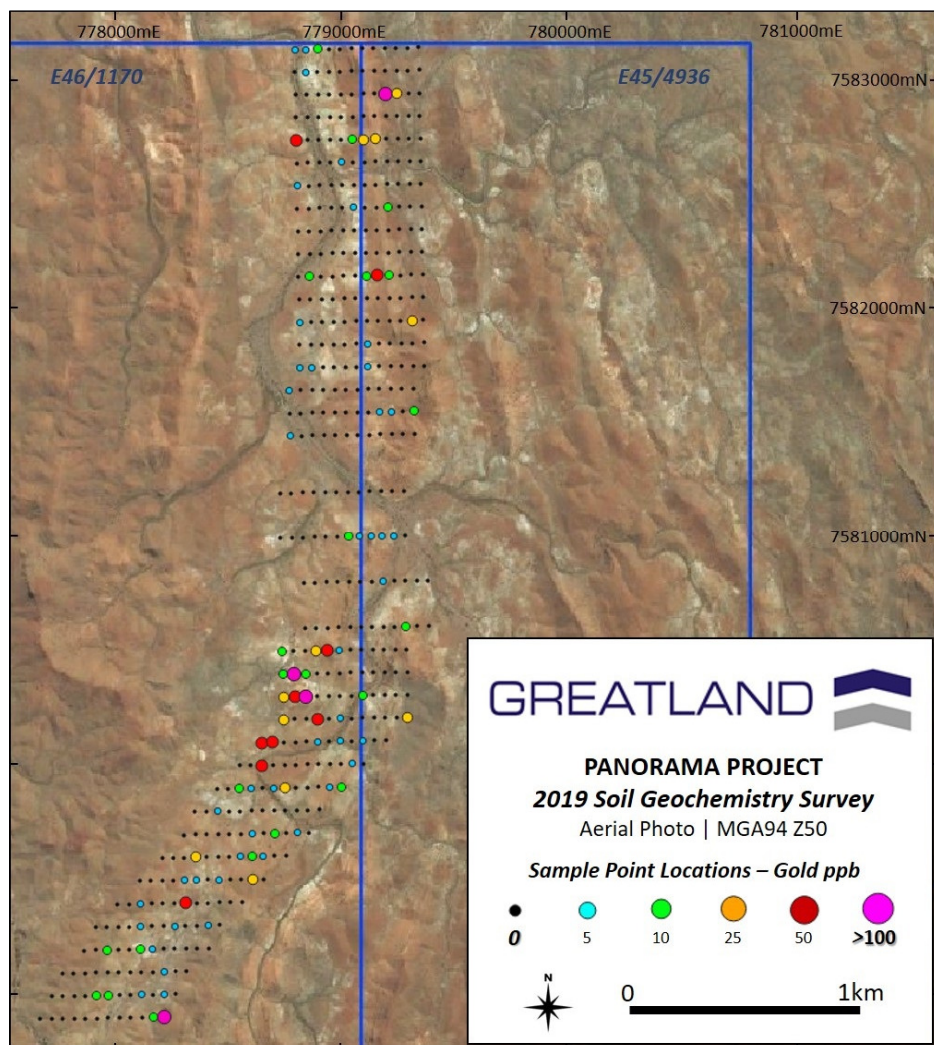 778000mE 779000mE 780000mE 781000mE
E46/1170 E45/4936
7583000mN
7582000mN
7581000mN
GREATLAND
PANORAMA PROJECT
2019 Soil Geochemistry Survey
Aerial Photo | MGA94 Z50
Sample Point Locations – Gold ppb
0 5 10 25 50 >100
N
0 1km